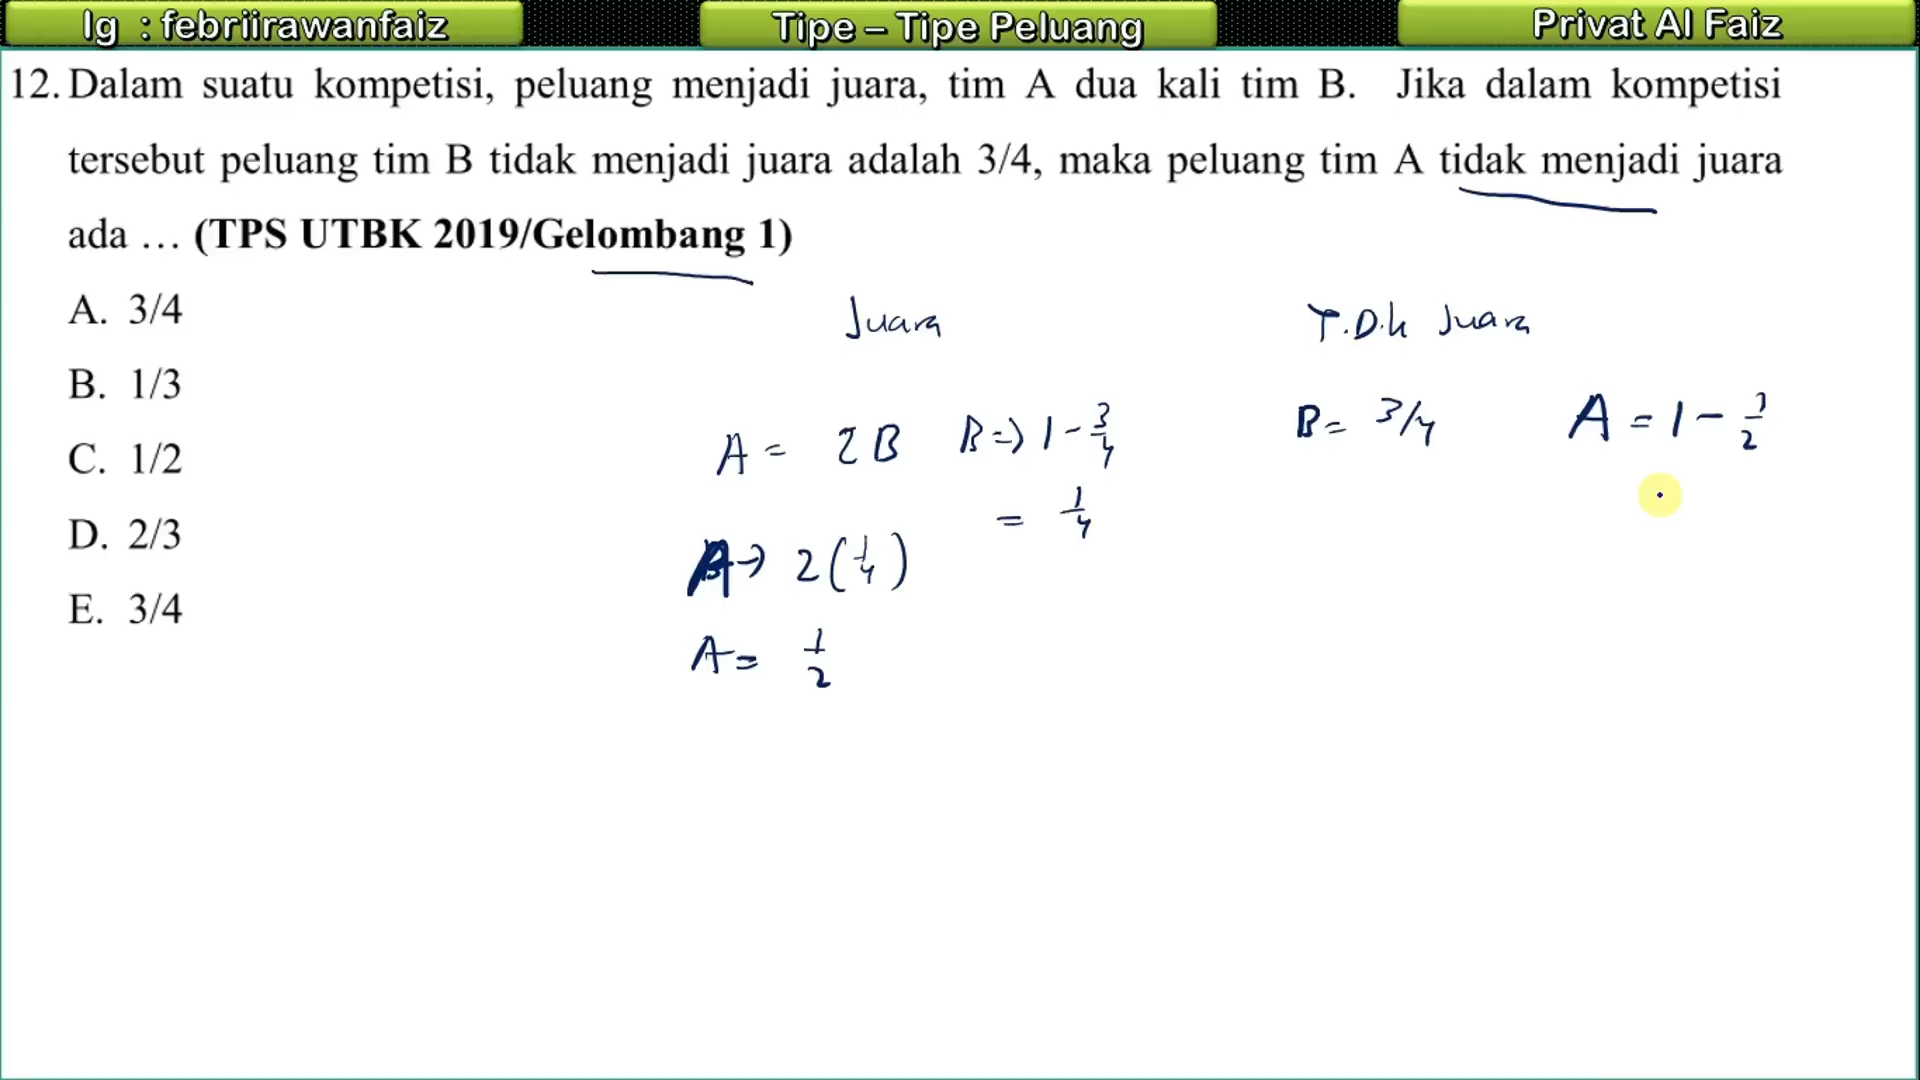 Ig : febriirawanfaiz
Tipe – Tipe Peluang
Privat Al Faiz
12. Dalam suatu kompetisi, peluang menjadi juara, tim A dua kali tim B. Jika dalam kompetisi
tersebut peluang tim B tidak menjadi juara adalah 3/4, maka peluang tim A tidak menjadi juara
ada … (TPS UTBK 2019/Gelombang 1)
A. 3/4
B. 1/3
C. 1/2
D. 2/3
E. 3/4
Juara
A = 2B
B => 1 - 3/4
= 1/4
A → 2(1/4)
A = 1/2
T.Dk Juara
B = 3/4
A = 1 - 1/2